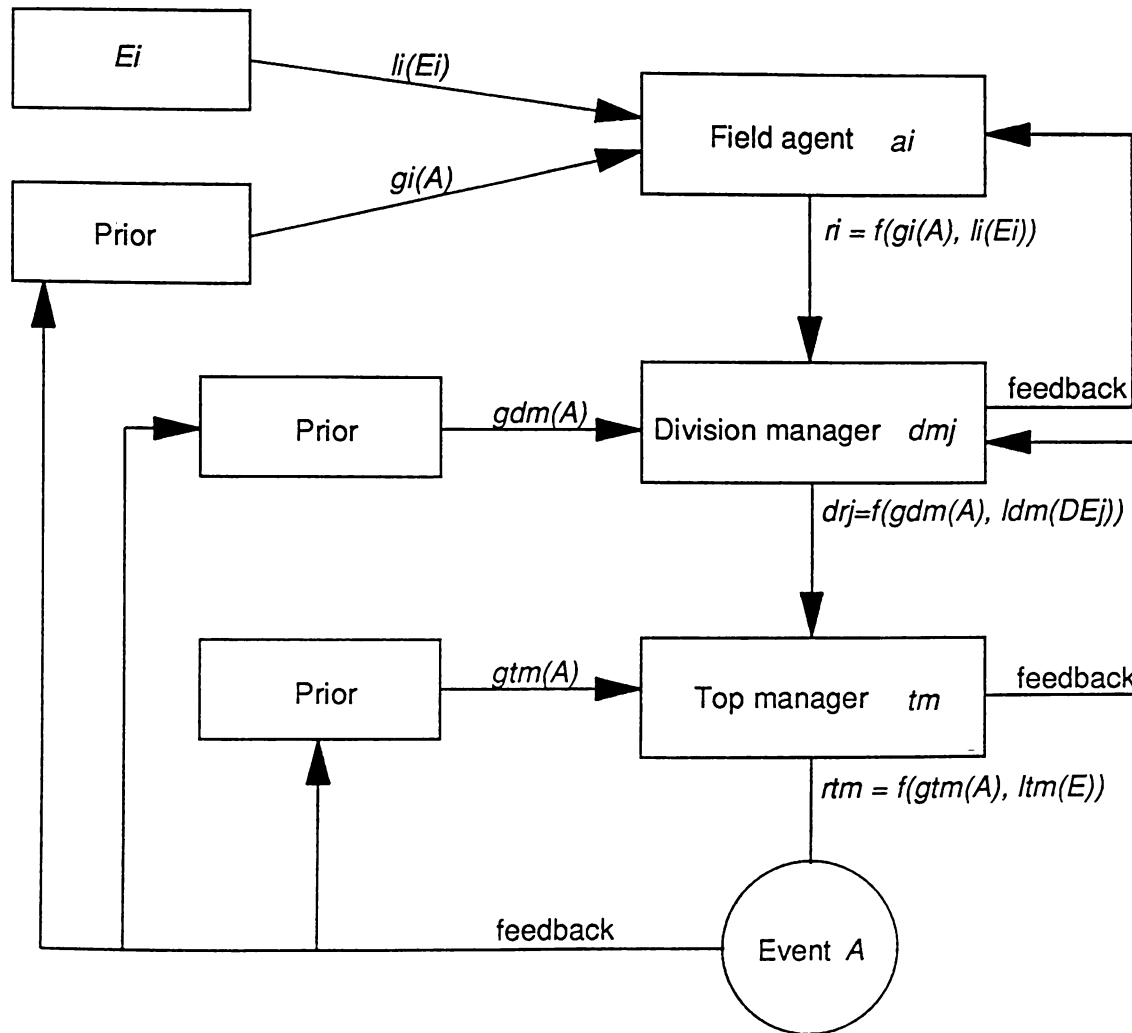 Ei
li(Ei)
Field agent ai
gi(A)
Prior
ri = f(gi(A), li(Ei))
feedback
gdm(A)
Prior
Division manager dmj
drj=f(gdm(A), ldm(DEj))
gtm(A)
Prior
Top manager tm
feedback
rtm = f(gtm(A), ltm(E))
feedback
Event A